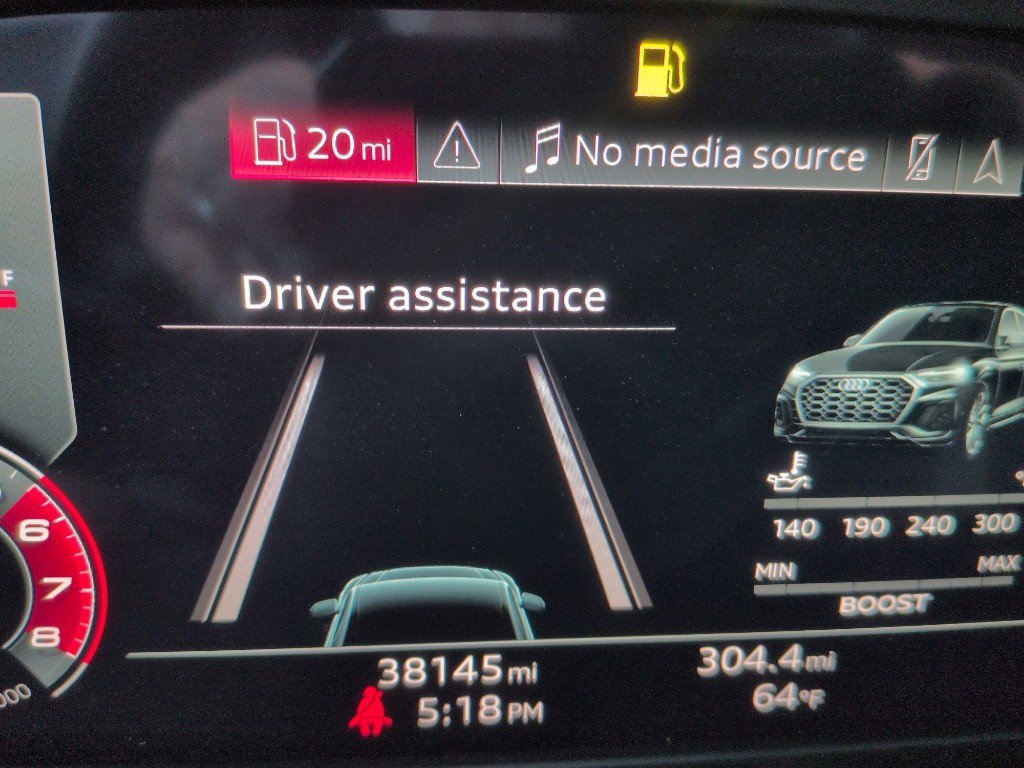 20 mi
No media source
F
Driver assistance
6
7
8
140 190 240 300
MIN MAX
BOOST
38145 mi
304.4 mi
5:18 PM
64°F